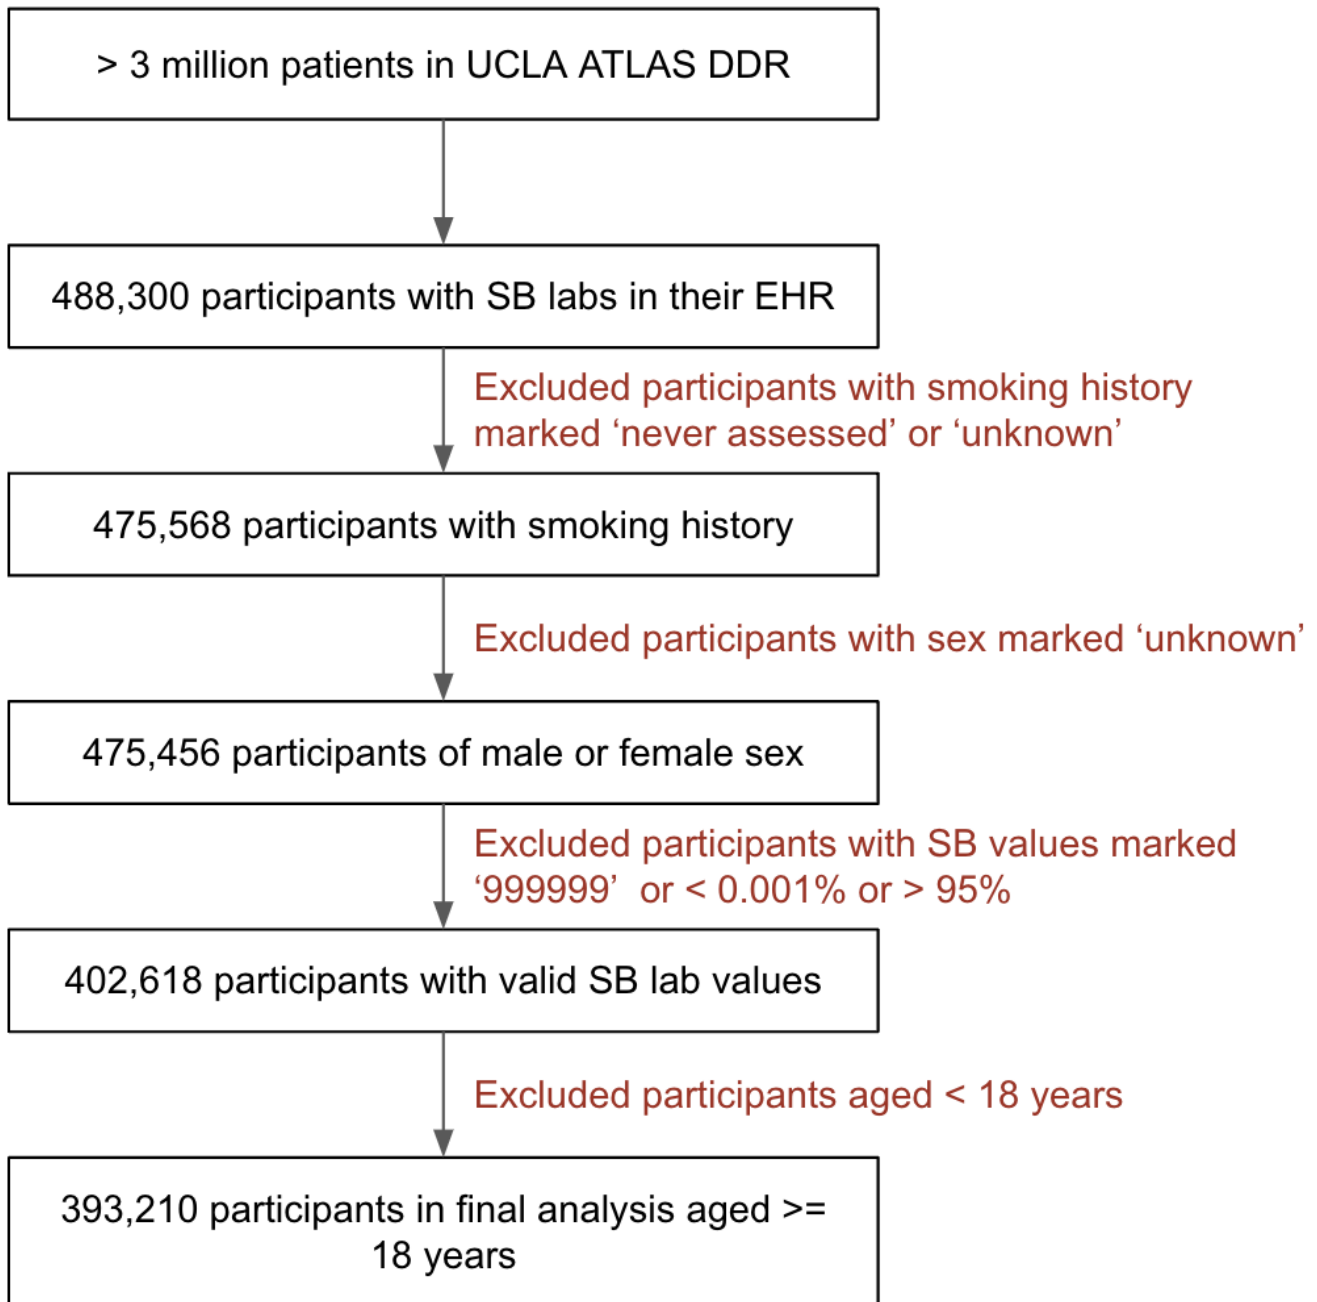 > 3 million patients in UCLA ATLAS DDR
488,300 participants with SB labs in their EHR
Excluded participants with smoking history
marked ‘never assessed’ or ‘unknown’
475,568 participants with smoking history
Excluded participants with sex marked ‘unknown’
475,456 participants of male or female sex
Excluded participants with SB values marked
‘999999’ or < 0.001% or > 95%
402,618 participants with valid SB lab values
Excluded participants aged < 18 years
393,210 participants in final analysis aged >=
18 years